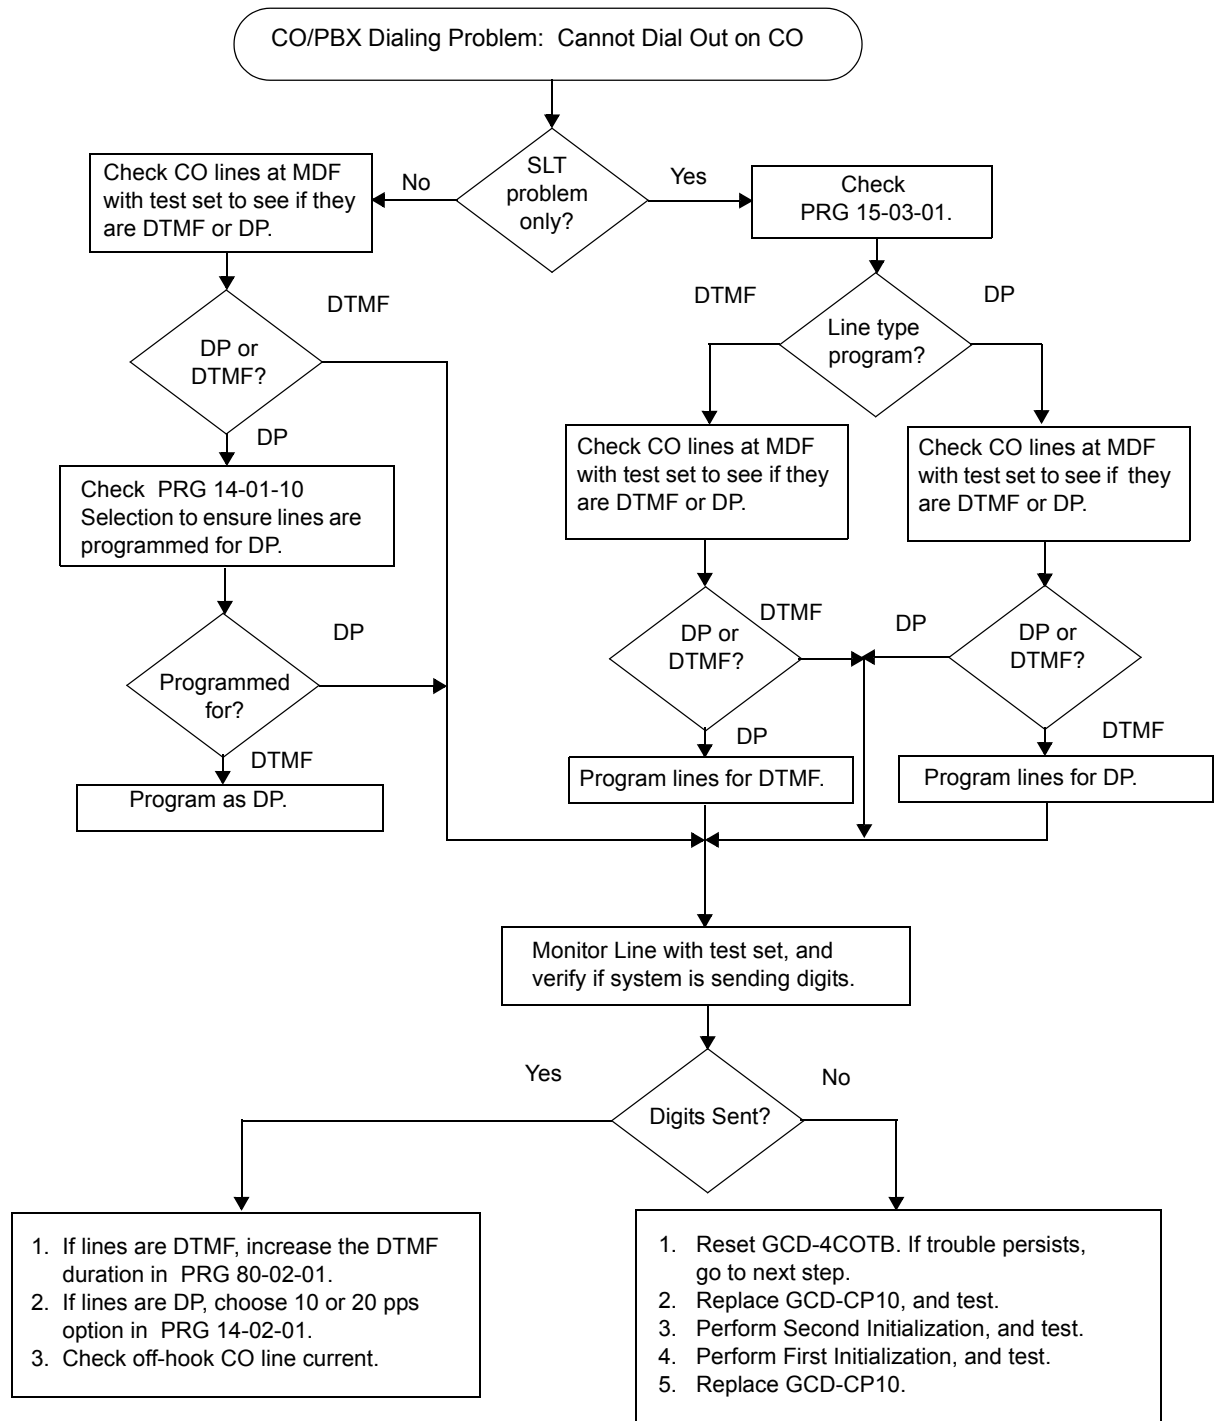 CO/PBX Dialing Problem: Cannot Dial Out on CO
SLT
problem
only?
No
Yes
Check CO lines at MDF
with test set to see if they
are DTMF or DP.
Check
PRG 15-03-01.
DP or
DTMF?
DTMF
DP
Line type
program?
DTMF
DP
Check PRG 14-01-10
Selection to ensure lines are
programmed for DP.
Check CO lines at MDF
with test set to see if they
are DTMF or DP.
Check CO lines at MDF
with test set to see if they
are DTMF or DP.
Programmed
for?
DP
DTMF
Program as DP.
DP or
DTMF?
DTMF
DP
Program lines for DTMF.
DP or
DTMF?
DP
DTMF
Program lines for DP.
Monitor Line with test set, and
verify if system is sending digits.
Digits Sent?
Yes
No
1. If lines are DTMF, increase the DTMF
duration in PRG 80-02-01.
2. If lines are DP, choose 10 or 20 pps
option in PRG 14-02-01.
3. Check off-hook CO line current.
1. Reset GCD-4COTB. If trouble persists,
go to next step.
2. Replace GCD-CP10, and test.
3. Perform Second Initialization, and test.
4. Perform First Initialization, and test.
5. Replace GCD-CP10.